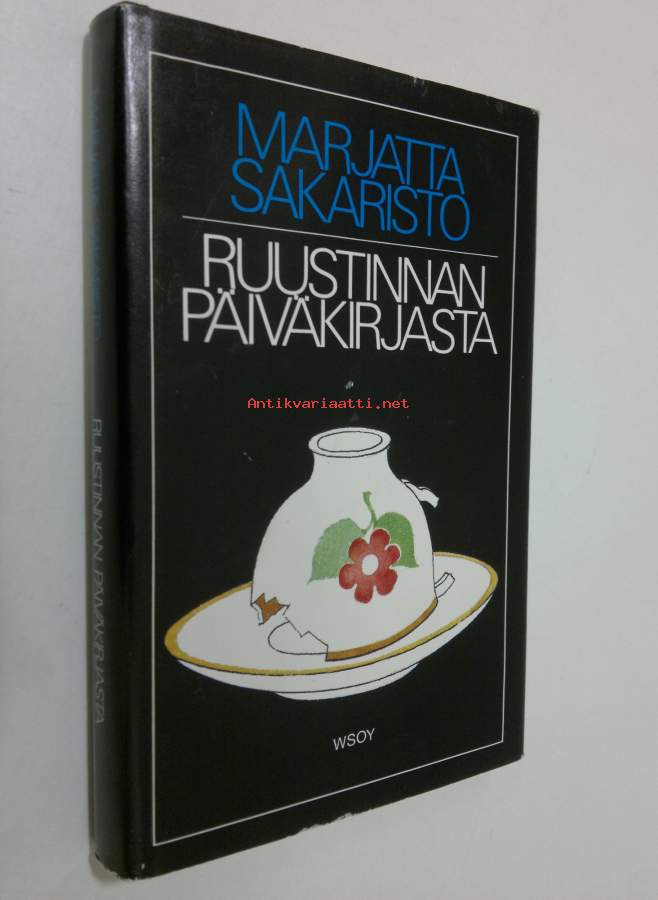 MARJATTA
SAKARISTO
RUUSTINNAN
PÄIVÄKIRJASTA
Antikvariaatti.net
WSOY
RUUSTINNAN PÄIVÄKIRJASTA